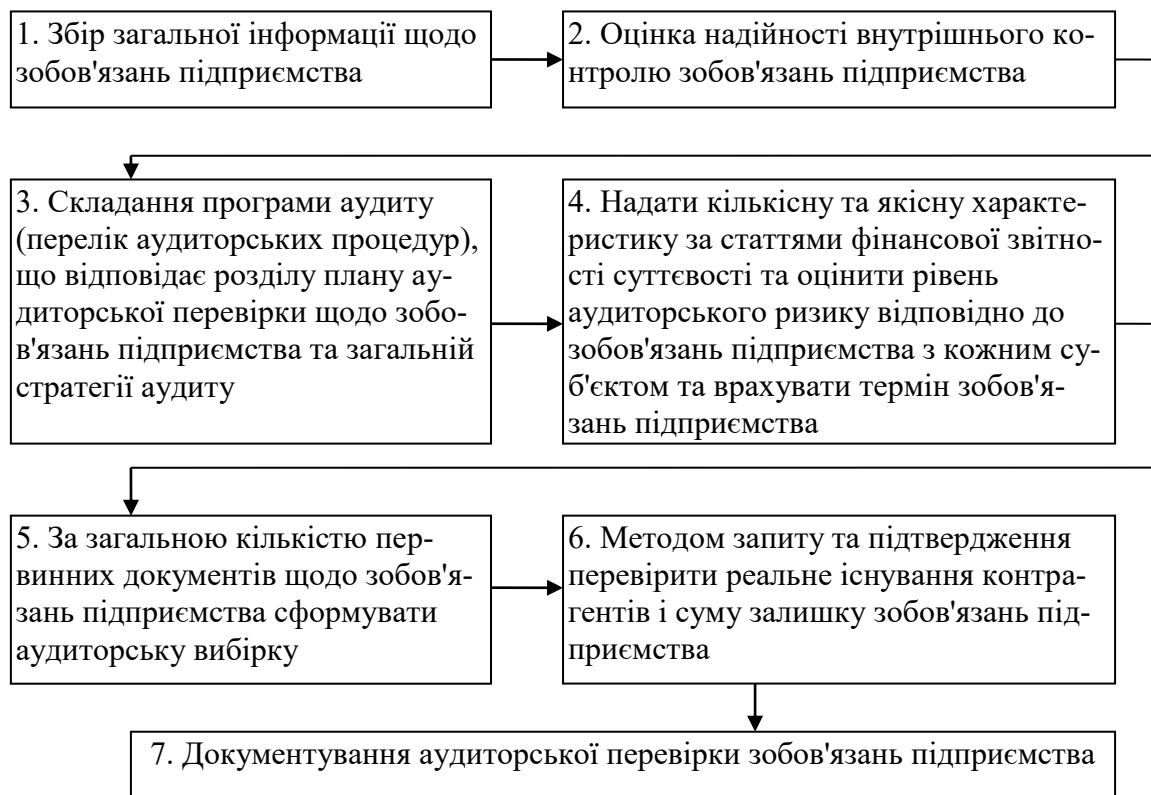 1. Збір загальної інформації щодо
зобов'язань підприємства
2. Оцінка надійності внутрішнього ко-
нтролю зобов'язань підприємства
3. Складання програми аудиту
(перелік аудиторських процедур),
що відповідає розділу плану ау-
диторської перевірки щодо зобо-
в'язань підприємства та загальній
стратегії аудиту
4. Надати кількісну та якісну характе-
ристику за статтями фінансової звітно-
сті суттєвості та оцінити рівень
аудиторського ризику відповідно до
зобов'язань підприємства з кожним су-
б'єктом та врахувати термін зобов'я-
зань підприємства
5. За загальною кількістю пер-
винних документів щодо зобов'я-
зань підприємства сформувати
аудиторську вибірку
6. Методом запиту та підтвердження
перевірити реальне існування контра-
гентів і суму залишку зобов'язань під-
приємства
7. Документування аудиторської перевірки зобов'язань підприємства